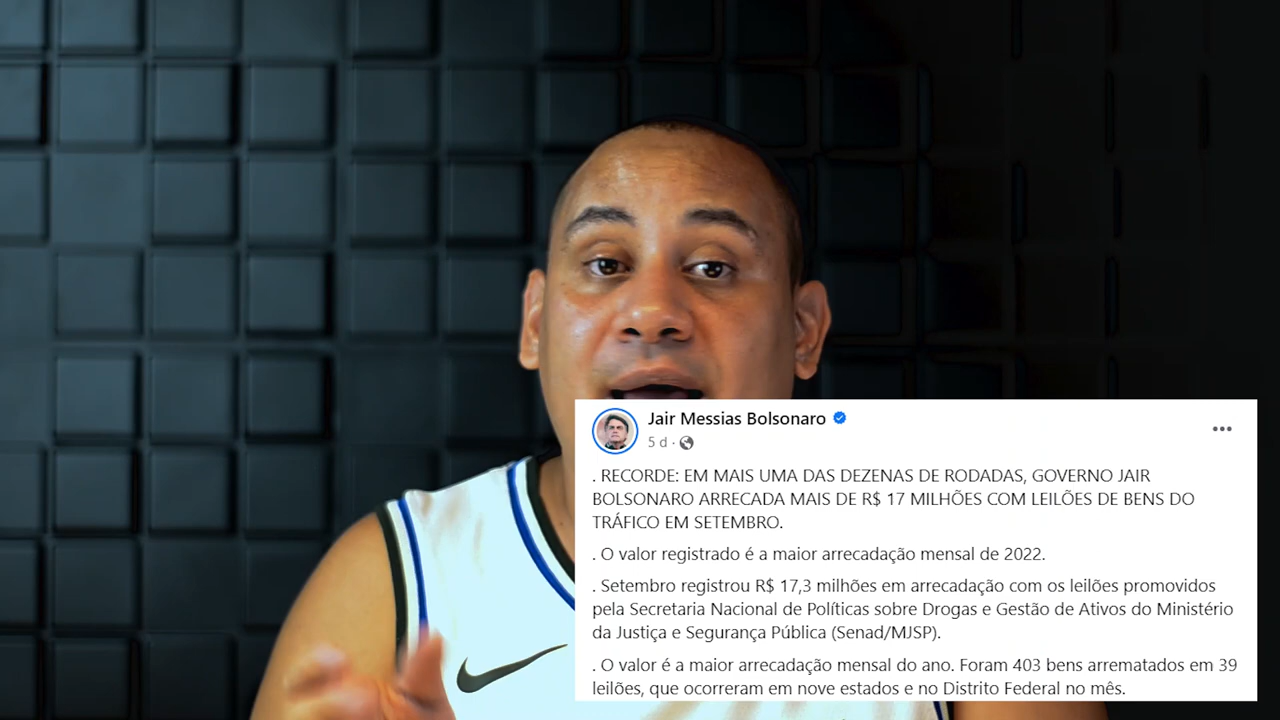 Jair Messias Bolsonaro
5 d ·
. RECORDE: EM MAIS UMA DAS DEZENAS DE RODADAS, GOVERNO JAIR
BOLSONARO ARRECADA MAIS DE R$ 17 MILHÕES COM LEILÕES DE BENS DO
TRÁFICO EM SETEMBRO.
. O valor registrado é a maior arrecadação mensal de 2022.
. Setembro registrou R$ 17,3 milhões em arrecadação com os leilões promovidos
pela Secretaria Nacional de Políticas sobre Drogas e Gestão de Ativos do Ministério
da Justiça e Segurança Pública (Senad/MJSP).
. O valor é a maior arrecadação mensal do ano. Foram 403 bens arrematados em 39
leilões, que ocorreram em nove estados e no Distrito Federal no mês.